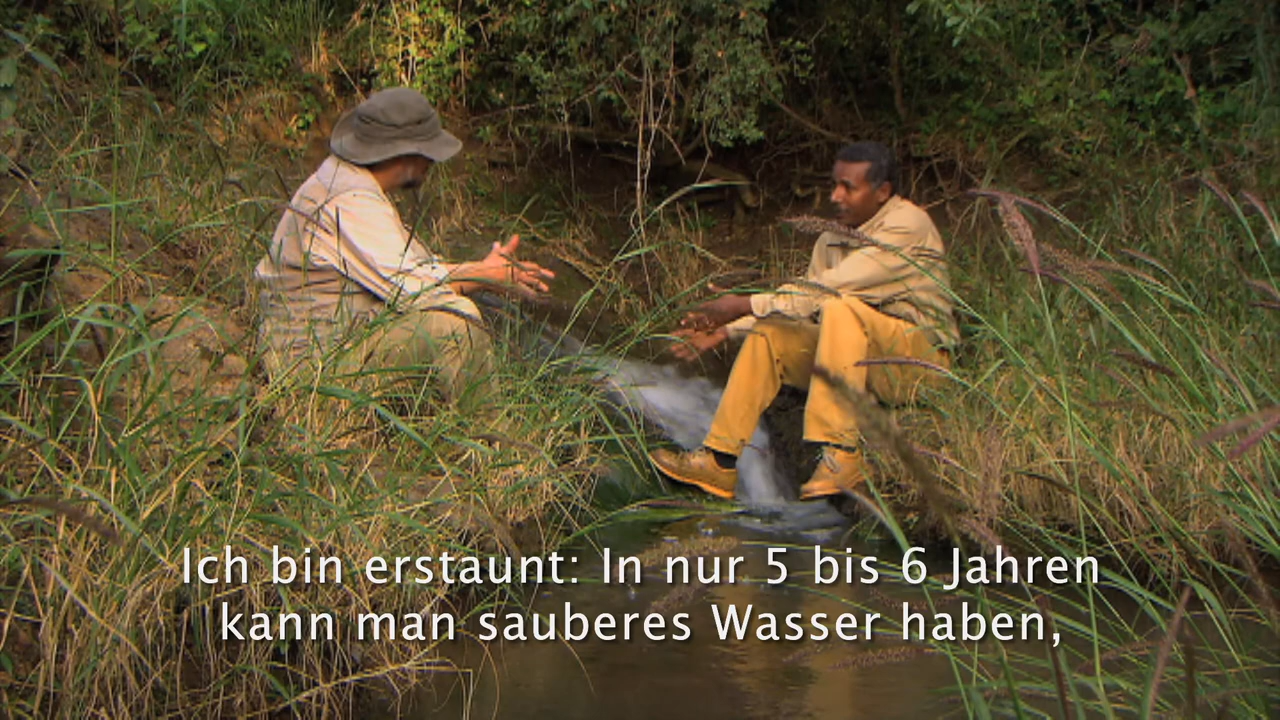 Ich bin erstaunt: In nur 5 bis 6 Jahren
kann man sauberes Wasser haben,